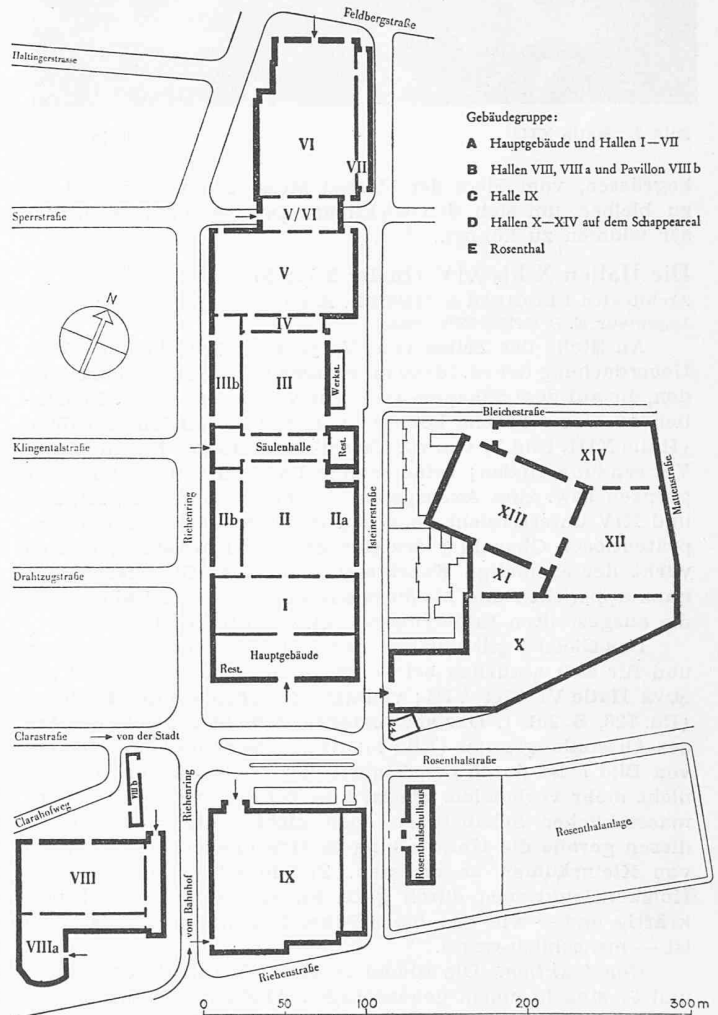 Feldbergstraße
Haltingerstrasse
Gebäudegruppe:
A Hauptgebäude und Hallen I—VII
B Hallen VIII, VIII a und Pavillon VIII b
C Halle IX
D Hallen X—XIV auf dem Schappeareal
E Rosenthal
VI
VII
Sperrstraße
V/VI
V
N
IV
IIIb
III
Werkst.
Bleichestraße
Klingentalstraße
Säulenhalle
Rest.
XIV
Mattenstraße
Riehenring
Isteinerstraße
XIII
XII
IIb
II
IIa
Drahtzugstraße
XI
I
X
Hauptgebäude
Rest.
Clarastraße
von der Stadt
Rosenthalstraße
Clarahofweg
VIII b
Riehenring
Rosenthalschulhaus
Rosenthalanlage
VIII
IX
VIIIa
vom Bahnhof
Riehenstraße
0 50 100 200 300 m